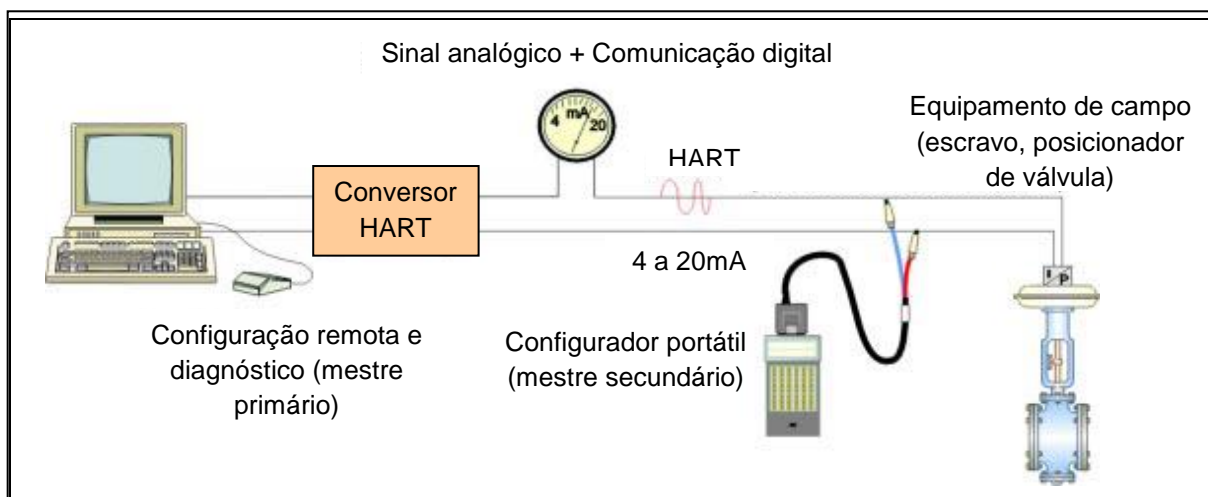 Sinal analógico + Comunicação digital
4 mA 20
Equipamento de campo
(escravo, posicionador
de válvula)
HART
Conversor
HART
4 a 20mA
I
P
Configuração remota e
diagnóstico (mestre
primário)
Configurador portátil
(mestre secundário)